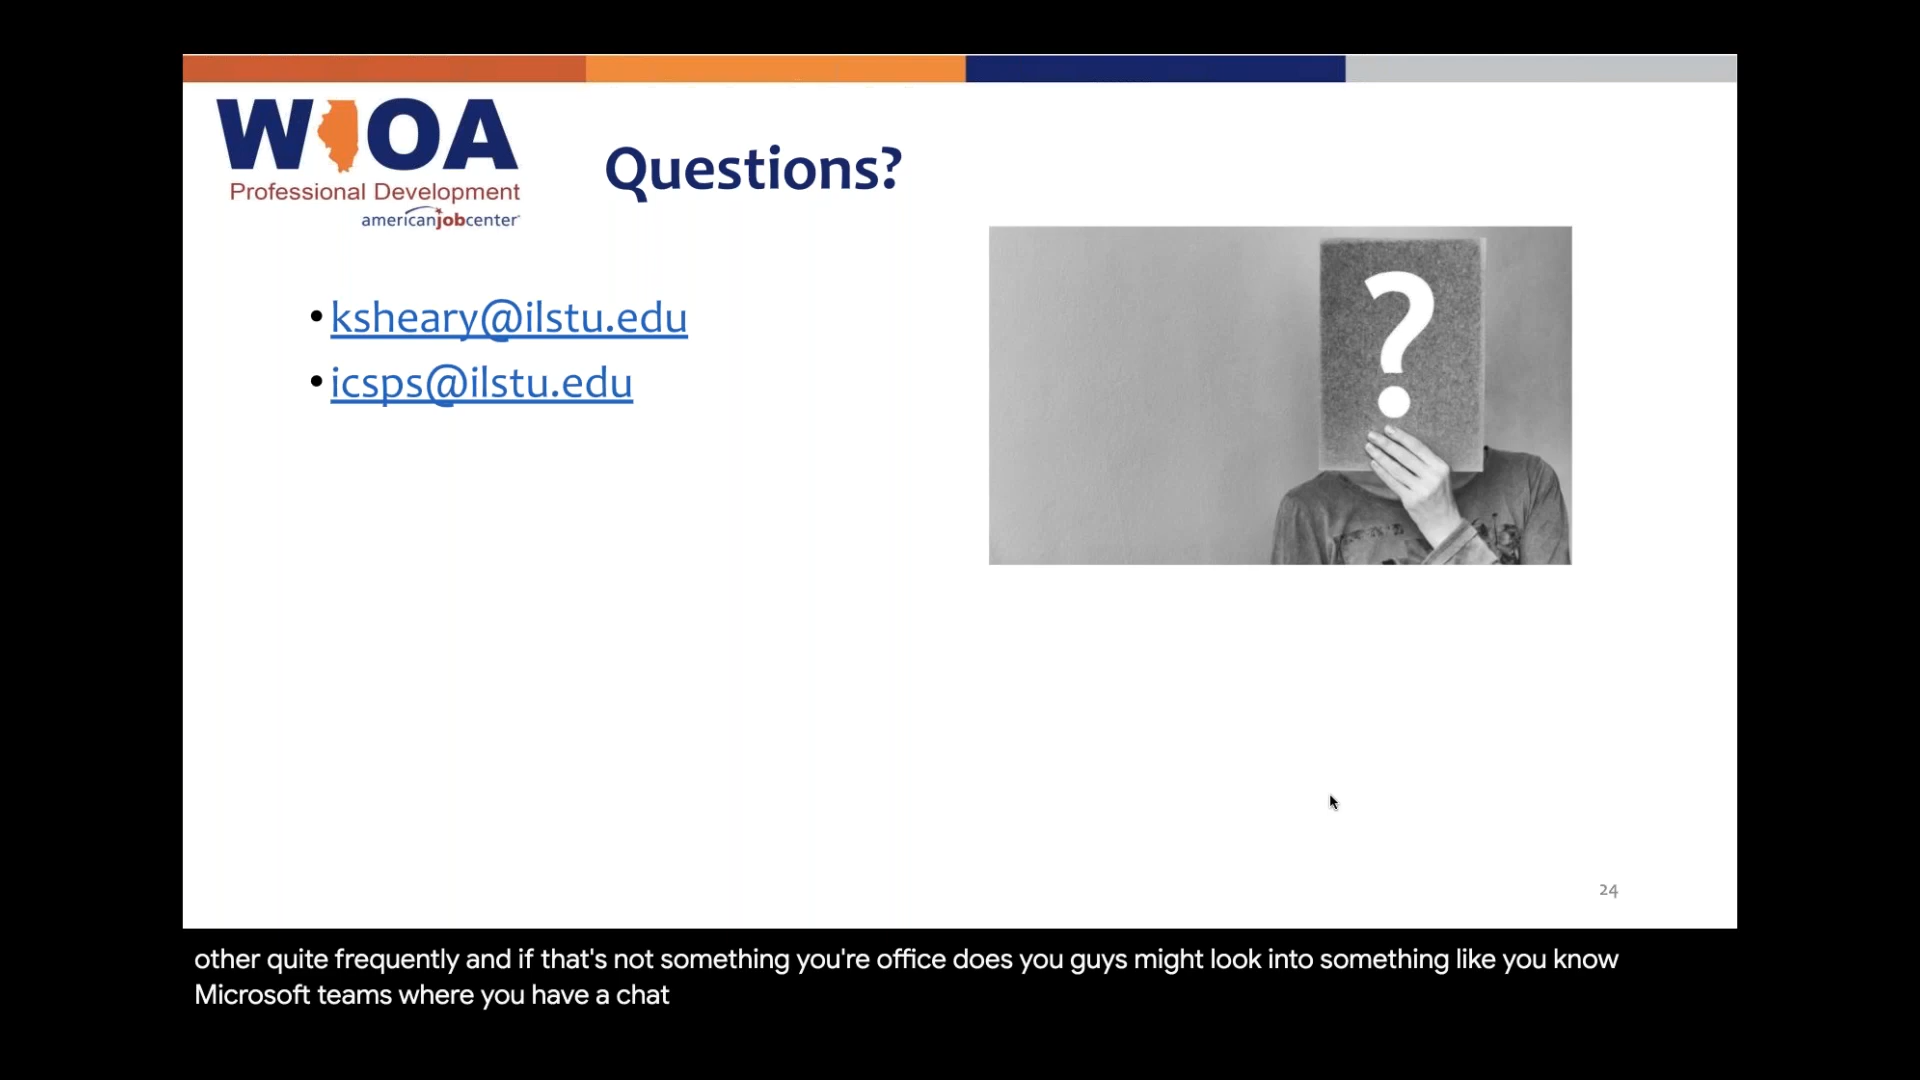 WIOA
Professional Development
americanjobcenter
Questions?
• ksheary@ilstu.edu
• icsps@ilstu.edu
?
24
other quite frequently and if that's not something you're office does you guys might look into something like you know
Microsoft teams where you have a chat